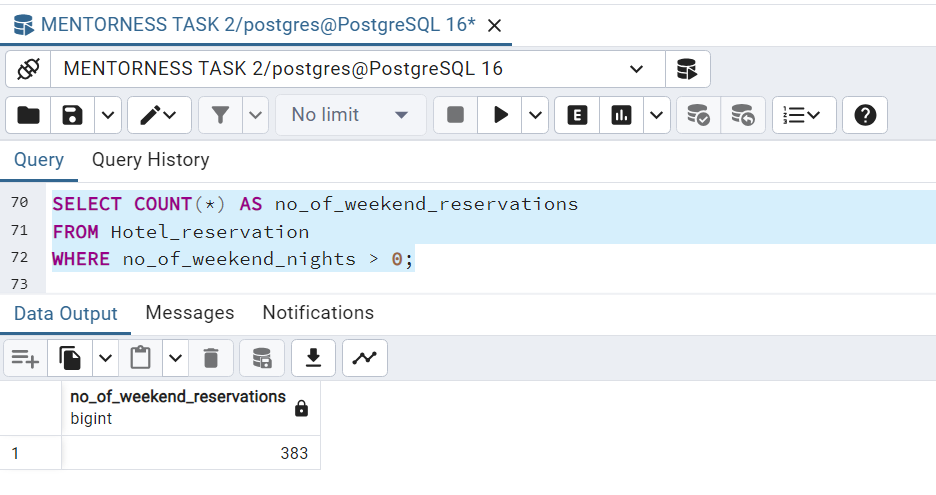 MENTORNESS TASK 2/postgres@PostgreSQL 16*
MENTORNESS TASK 2/postgres@PostgreSQL 16
No limit
E
Query Query History
70 SELECT COUNT(*) AS no_of_weekend_reservations
71 FROM Hotel_reservation
72 WHERE no_of_weekend_nights > 0;
73
Data Output Messages Notifications
no_of_weekend_reservations
bigint
1 383